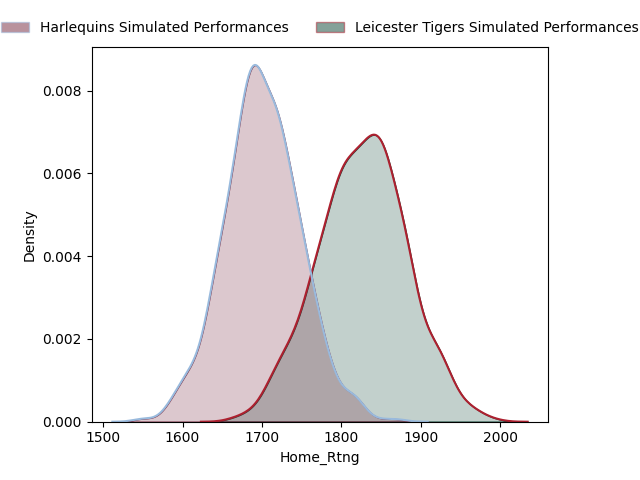 Harlequins Simulated Performances Leicester Tigers Simulated Performances
0.008
0.006
0.004
0.002
0.000
Density
1500 1600 1700 1800 1900 2000
Home_Rtng